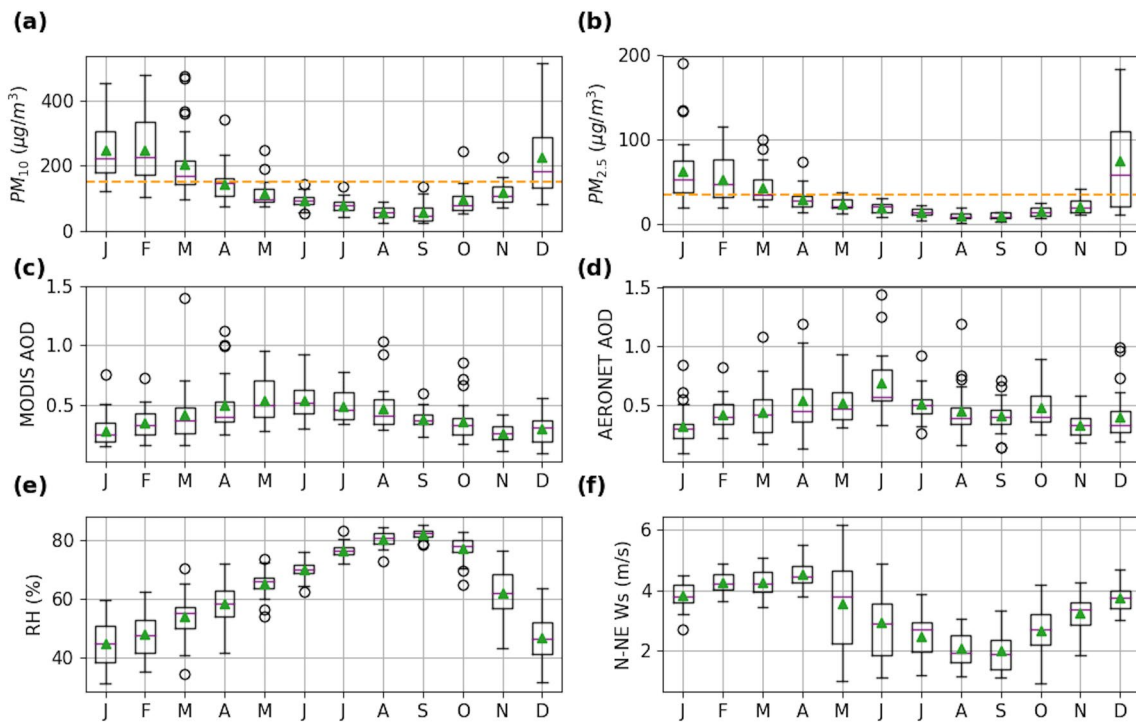 (a)
PM10 (μg/m3)
400
200
0
J F M A M J J A S O N D
(b)
PM2.5 (μg/m3)
200
100
0
J F M A M J J A S O N D
(c)
MODIS AOD
1.5
1.0
0.5
J F M A M J J A S O N D
(d)
AERONET AOD
1.5
1.0
0.5
J F M A M J J A S O N D
(e)
RH (%)
80
60
40
J F M A M J J A S O N D
(f)
N-NE Ws (m/s)
6
4
2
J F M A M J J A S O N D